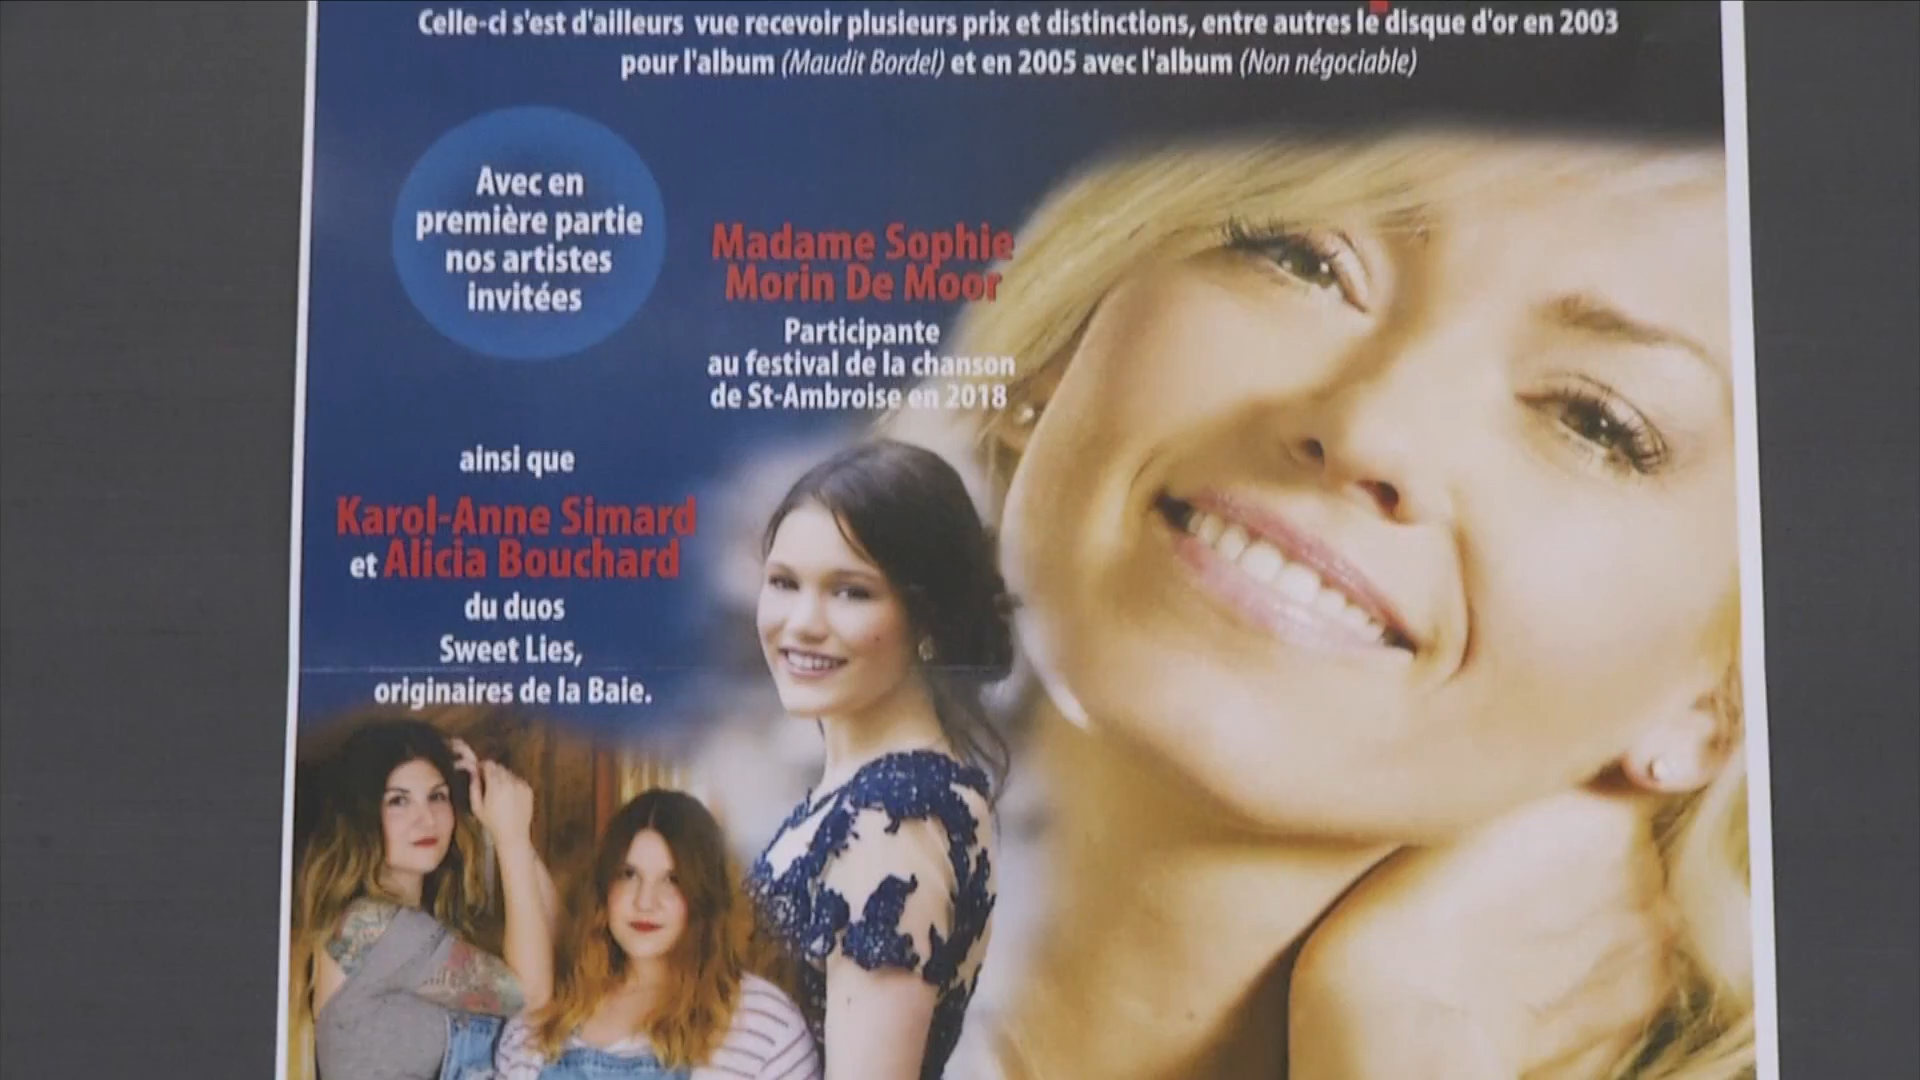 Celle-ci s'est d'ailleurs vue recevoir plusieurs prix et distinctions, entre autres le disque d'or en 2003
pour l'album (Maudit Bordel) et en 2005 avec l'album (Non négociable)
Avec en
première partie
nos artistes
invitées
Madame Sophie
Morin De Moor
Participante
au festival de la chanson
de St-Ambroise en 2018
ainsi que
Karol-Anne Simard
et Alicia Bouchard
du duos
Sweet Lies,
originaires de la Baie.